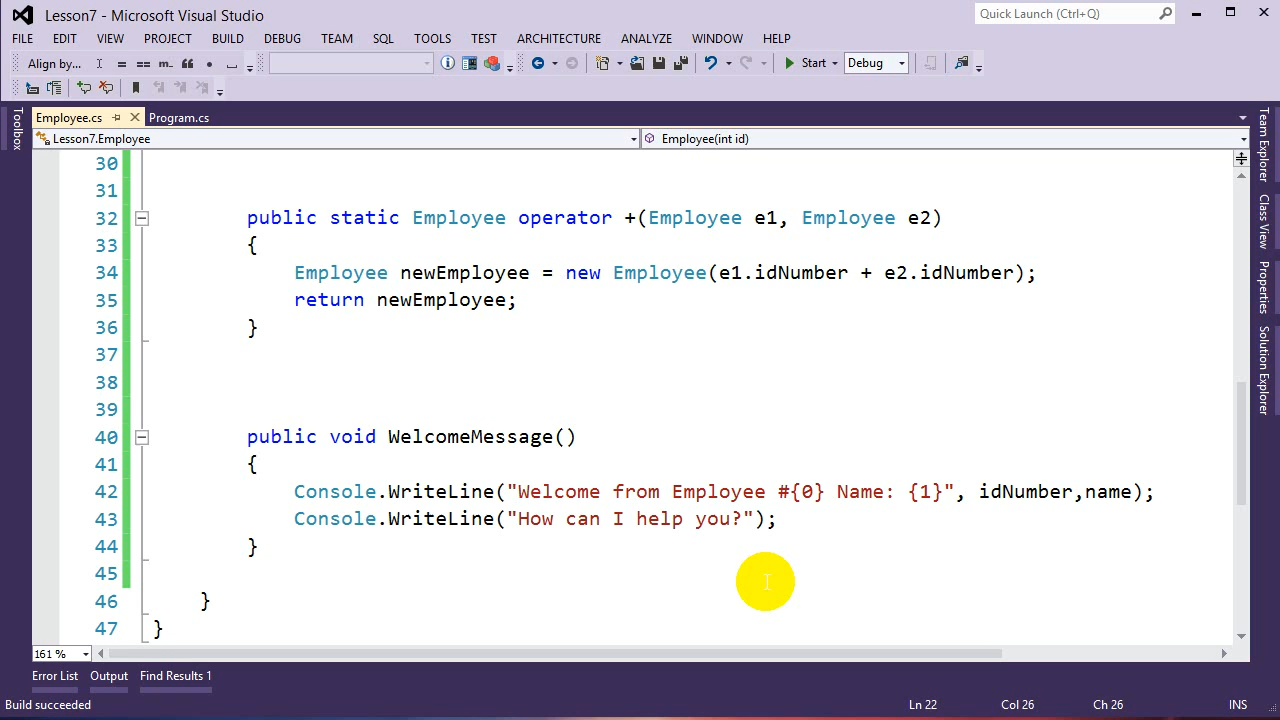 Lesson7 - Microsoft Visual Studio
Quick Launch (Ctrl+Q)
FILE EDIT VIEW PROJECT BUILD DEBUG TEAM SQL TOOLS TEST ARCHITECTURE ANALYZE WINDOW HELP
Align by... Start Debug
Employee.cs Program.cs
Lesson7.Employee Employee(int id)
Toolbox
Team Explorer
Class View
Properties
Solution Explorer
30
31
32 public static Employee operator +(Employee e1, Employee e2)
33 {
34 Employee newEmployee = new Employee(e1.idNumber + e2.idNumber);
35 return newEmployee;
36 }
37
38
39
40 public void WelcomeMessage()
41 {
42 Console.WriteLine("Welcome from Employee #{0} Name: {1}", idNumber,name);
43 Console.WriteLine("How can I help you?");
44 }
45
46 }
47 }
161 %
Error List Output Find Results 1
Build succeeded Ln 22 Col 26 Ch 26 INS